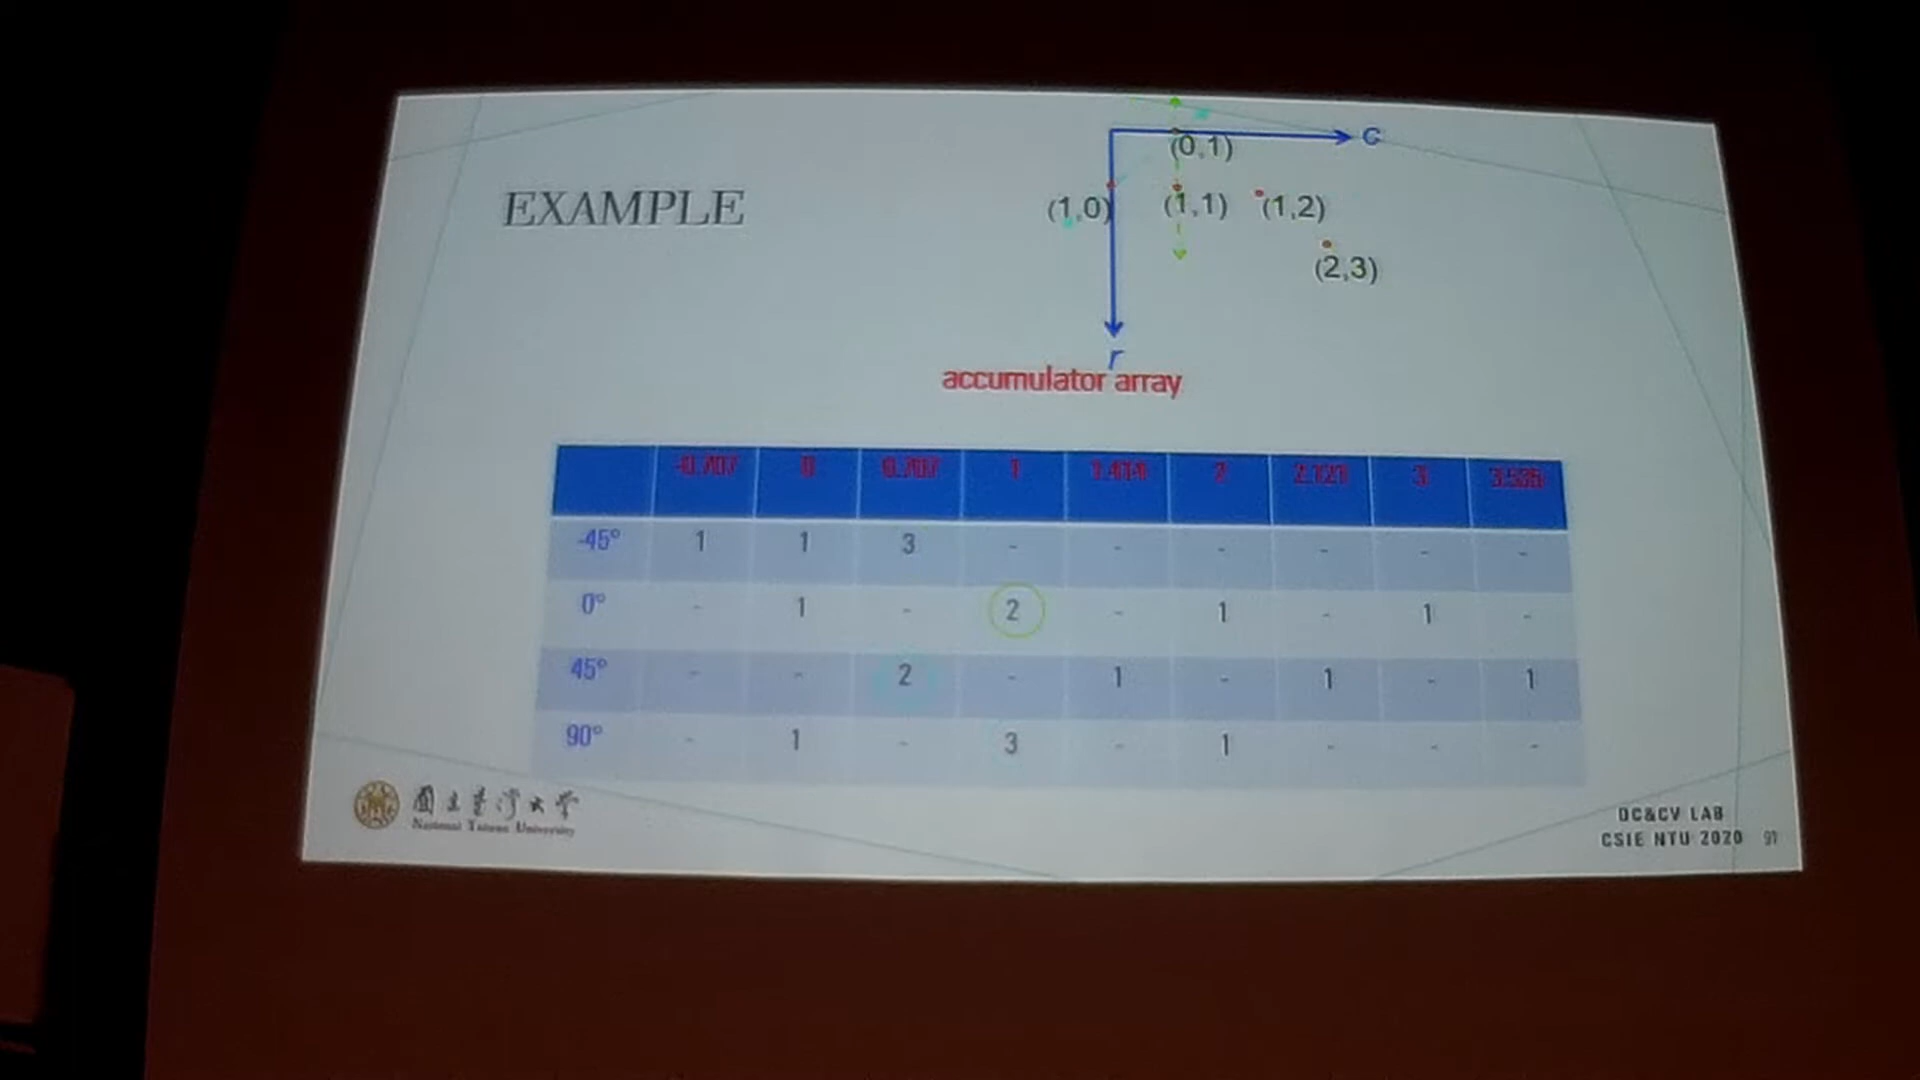 EXAMPLE
c
(0,1)
(1,0) (1,1) (1,2)
(2,3)
r
accumulator array
-0.707 0 0.707 1 1.414 2 2.121 3 3.535
-45° 1 1 3 - - - - - -
0° - 1 - 2 - 1 - 1 -
45° - - 2 - 1 - 1 - 1
90° - 1 - 3 - 1 - - -
國立臺灣大學
National Taiwan University
DC&CV LAB
CSIE NTU 2020 91